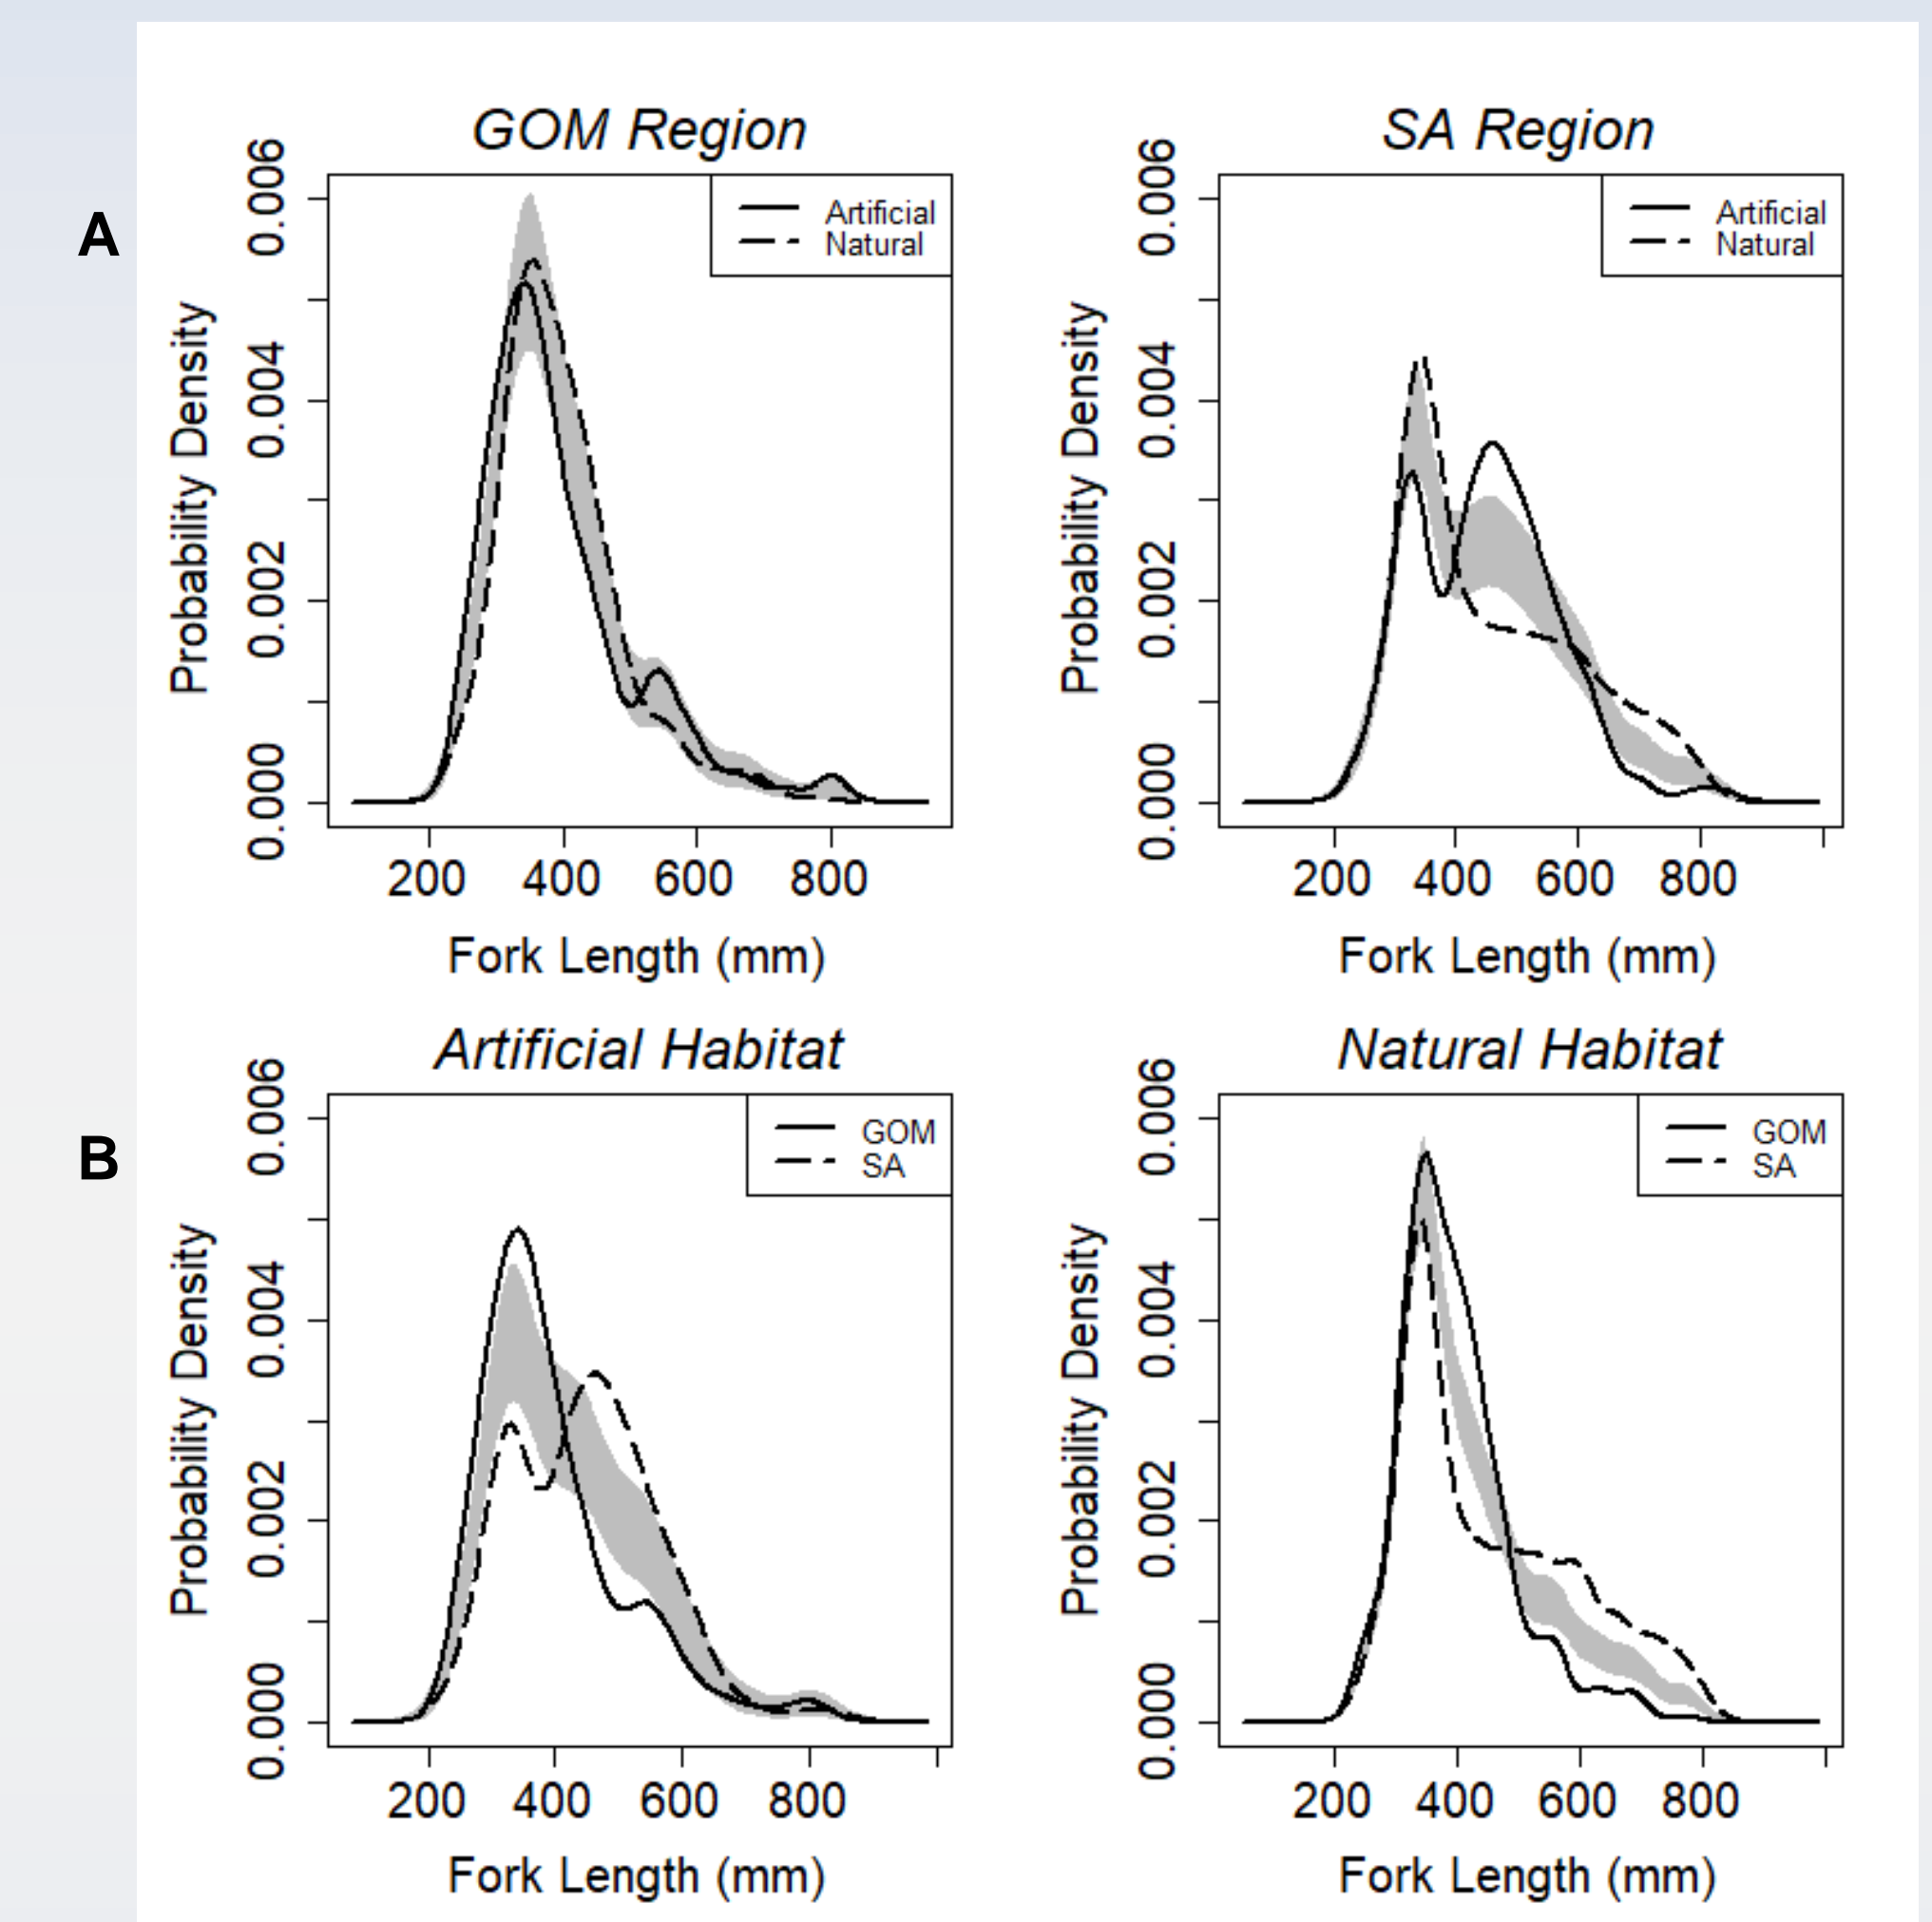 A
GOM Region
Probability Density
0.000 0.002 0.004 0.006
Artificial
Natural
200 400 600 800
Fork Length (mm)
SA Region
Probability Density
0.000 0.002 0.004 0.006
Artificial
Natural
200 400 600 800
Fork Length (mm)
B
Artificial Habitat
Probability Density
0.000 0.002 0.004 0.006
GOM
SA
200 400 600 800
Fork Length (mm)
Natural Habitat
Probability Density
0.000 0.002 0.004 0.006
GOM
SA
200 400 600 800
Fork Length (mm)